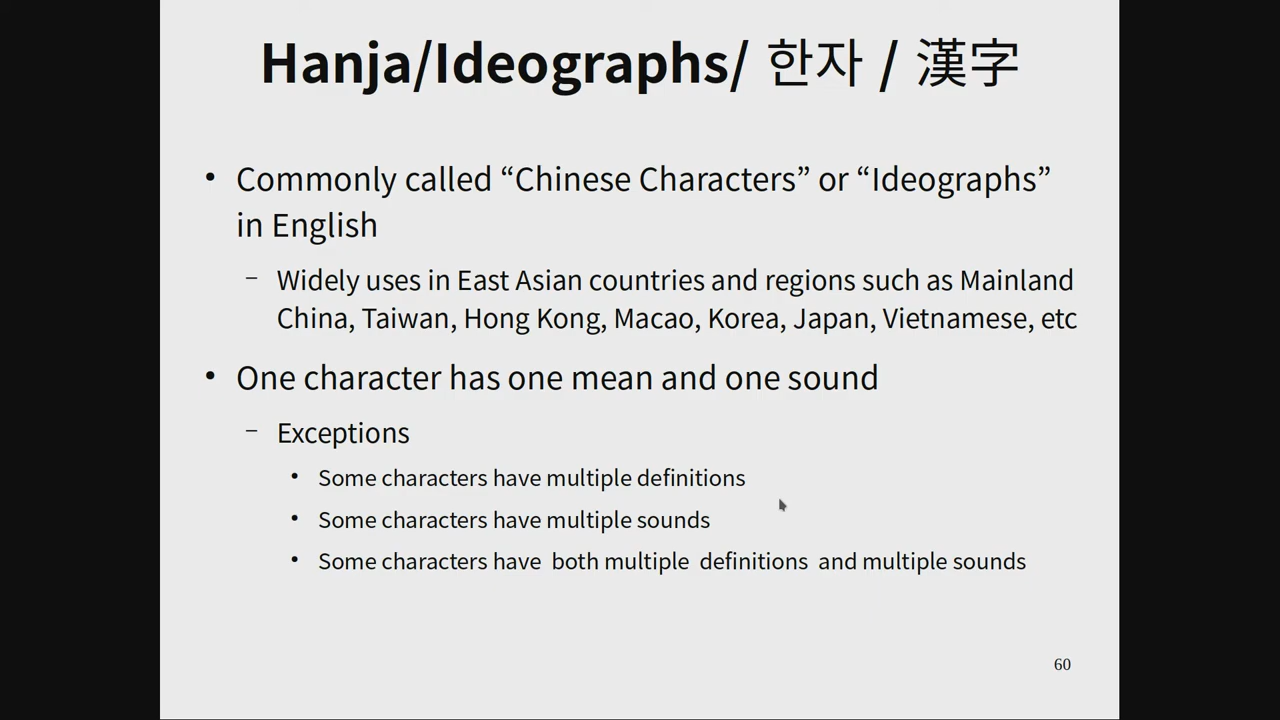 Hanja/Ideographs/ 한자 / 漢字
• Commonly called “Chinese Characters” or “Ideographs”
in English
– Widely uses in East Asian countries and regions such as Mainland
China, Taiwan, Hong Kong, Macao, Korea, Japan, Vietnamese, etc
• One character has one mean and one sound
– Exceptions
• Some characters have multiple definitions
• Some characters have multiple sounds
• Some characters have  both multiple  definitions  and multiple sounds
60